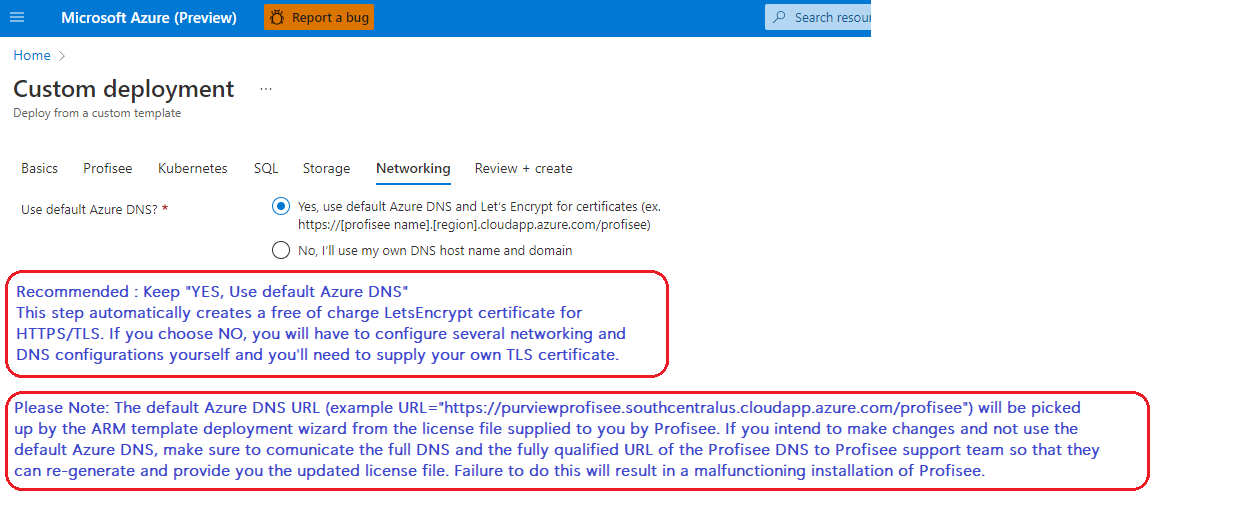 Microsoft Azure (Preview)
Report a bug
Search resour
Home
Custom deployment
...
Deploy from a custom template
Basics
Profisee
Kubernetes
SQL
Storage
Networking
Review + create
Use default Azure DNS? *
Yes, use default Azure DNS and Let's Encrypt for certificates (ex.
https://[profisee name].[region].cloudapp.azure.com/profisee)
No, I'll use my own DNS host name and domain
Recommended : Keep "YES, Use default Azure DNS"
This step automatically creates a free of charge LetsEncrypt certificate for
HTTPS/TLS. If you choose NO, you will have to configure several networking and
DNS configurations yourself and you'll need to supply your own TLS certificate.
Please Note: The default Azure DNS URL (example URL="https://purviewprofisee.southcentralus.cloudapp.azure.com/profisee") will be picked
up by the ARM template deployment wizard from the license file supplied to you by Profisee. If you intend to make changes and not use the
default Azure DNS, make sure to comunicate the full DNS and the fully qualified URL of the Profisee DNS to Profisee support team so that they
can re-generate and provide you the updated license file. Failure to do this will result in a malfunctioning installation of Profisee.